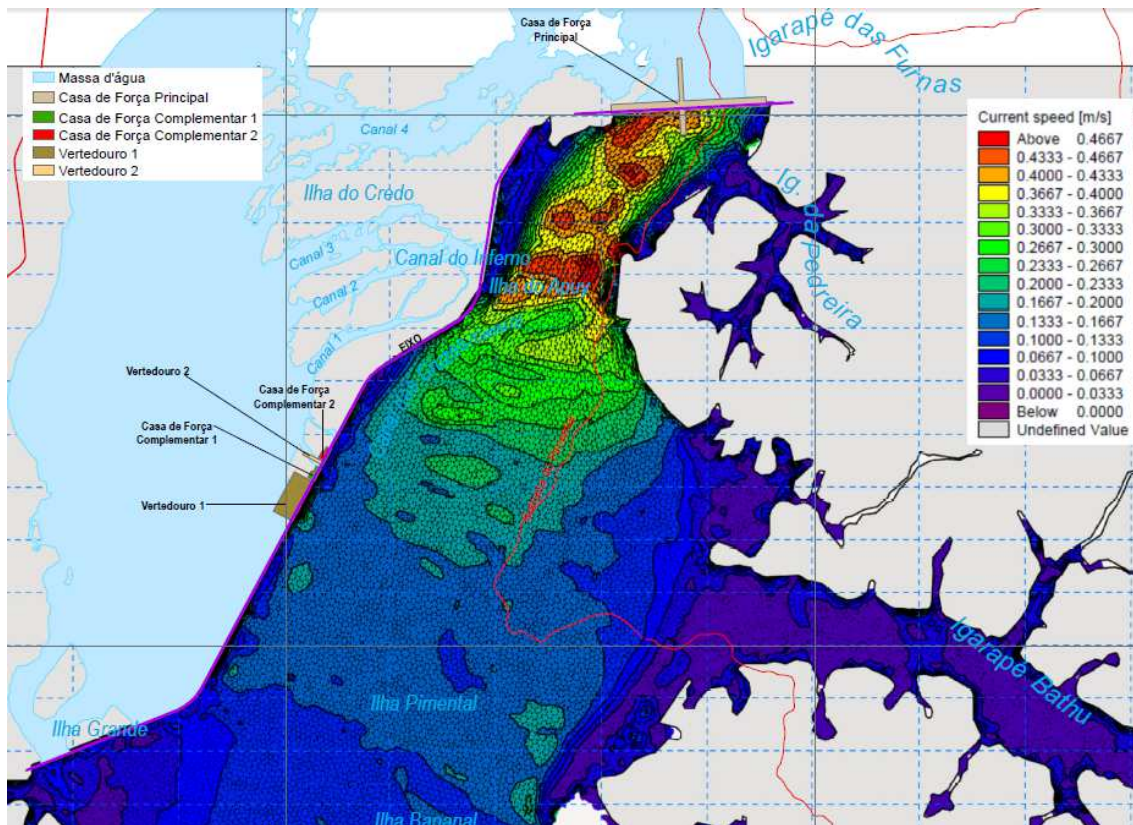 Casa de Força
Principal
Igarapé das Furnas
Massa d'água
Casa de Força Principal
Casa de Força Complementar 1
Casa de Força Complementar 2
Vertedouro 1
Vertedouro 2
Canal 4
Ilha do Credo
Canal 3
Canal do Inferno
Canal 2
Ilha do Apuy
Canal 1
EIXO
Ig. da Pedreira
Current speed [m/s]
Above 0.4667
0.4333 - 0.4667
0.4000 - 0.4333
0.3667 - 0.4000
0.3333 - 0.3667
0.3000 - 0.3333
0.2667 - 0.3000
0.2333 - 0.2667
0.2000 - 0.2333
0.1667 - 0.2000
0.1333 - 0.1667
0.1000 - 0.1333
0.0667 - 0.1000
0.0333 - 0.0667
0.0000 - 0.0333
Below 0.0000
Undefined Value
Vertedouro 2
Casa de Força
Complementar 2
Casa de Força
Complementar 1
Vertedouro 1
Igarapé Bathu
Ilha Pimental
Ilha Grande
Ilha Bananal